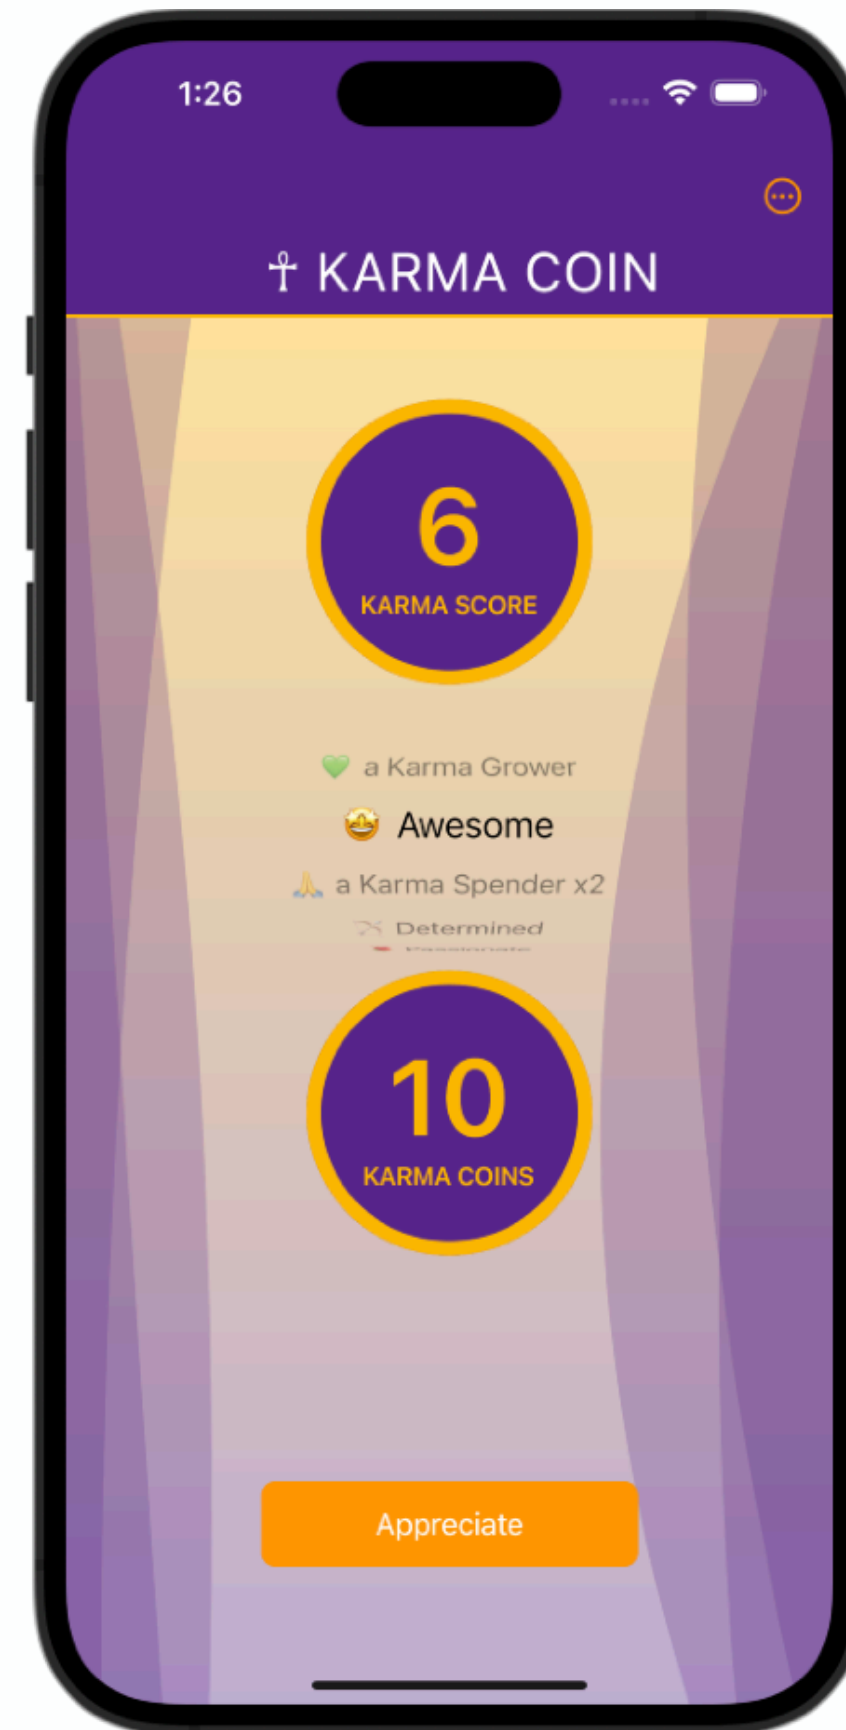 1:26
☥ KARMA COIN
6
KARMA SCORE
💚 a Karma Grower
🤩 Awesome
🙏 a Karma Spender x2
Determined
10
KARMA COINS
Appreciate